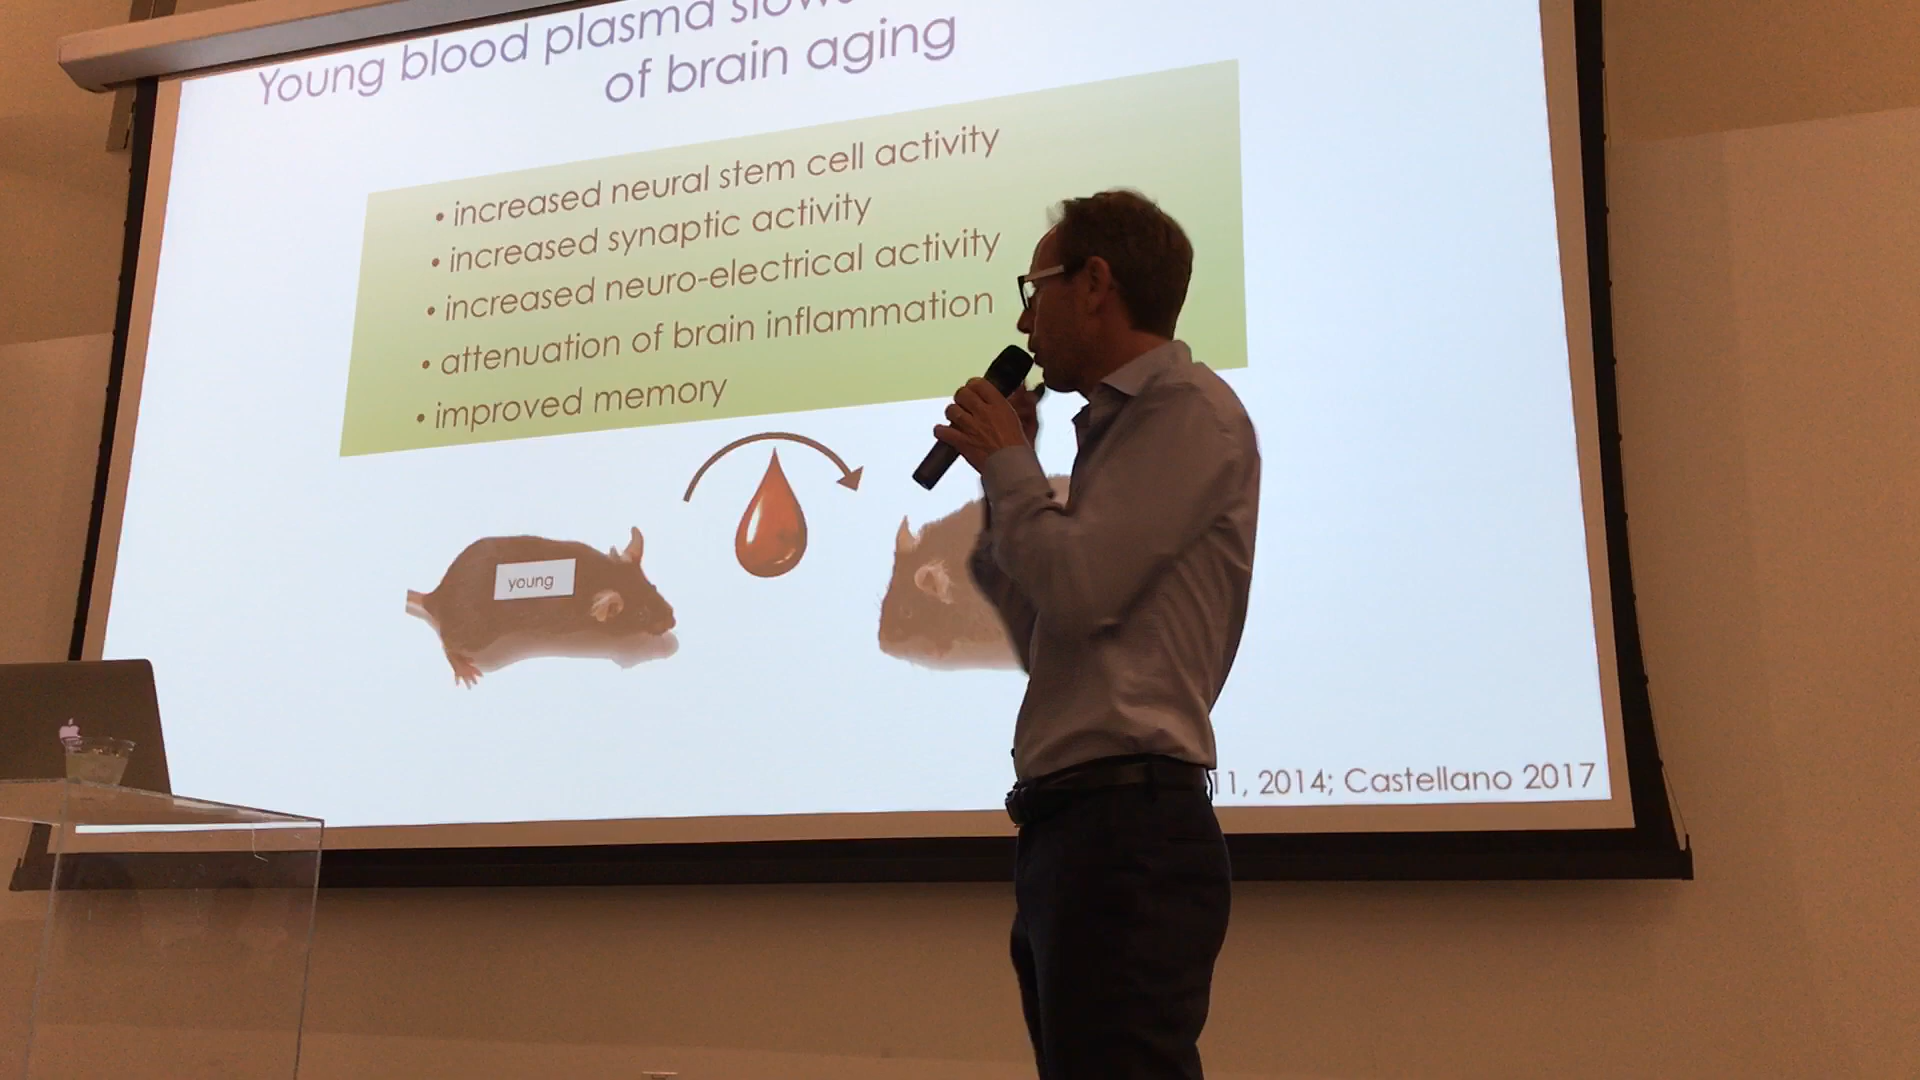 Young blood plasma slows
of brain aging
• increased neural stem cell activity
• increased synaptic activity
• increased neuro-electrical activity
• attenuation of brain inflammation
• improved memory
young
11, 2014; Castellano 2017